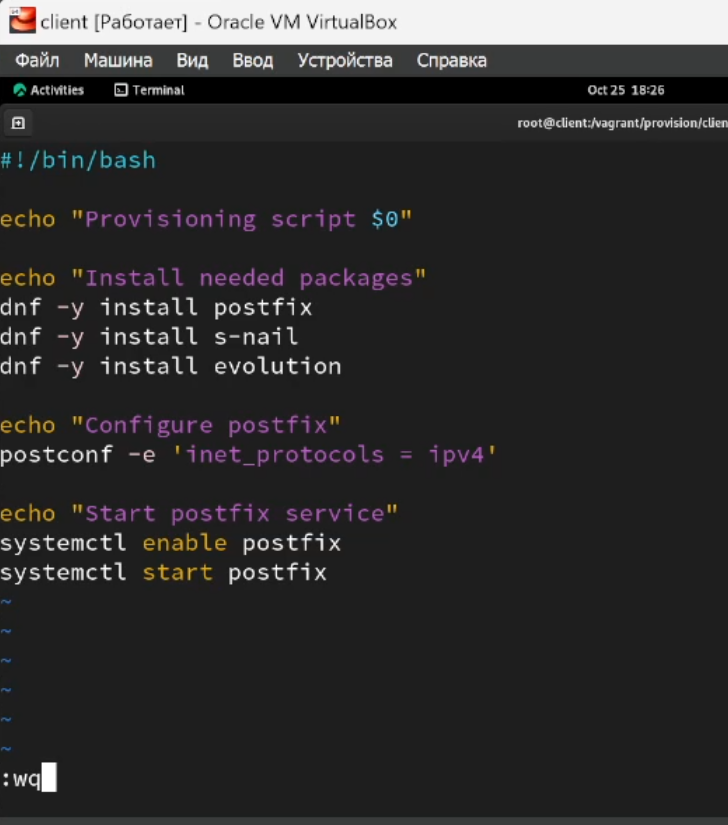 client [Работает] - Oracle VM VirtualBox
Файл Машина Вид Ввод Устройства Справка
Activities Terminal Oct 25 18:26
root@client:/vagrant/provision/clien
#!/bin/bash
echo "Provisioning script $0"
echo "Install needed packages"
dnf -y install postfix
dnf -y install s-nail
dnf -y install evolution
echo "Configure postfix"
postconf -e 'inet_protocols = ipv4'
echo "Start postfix service"
systemctl enable postfix
systemctl start postfix
~
~
~
~
~
~
:wq